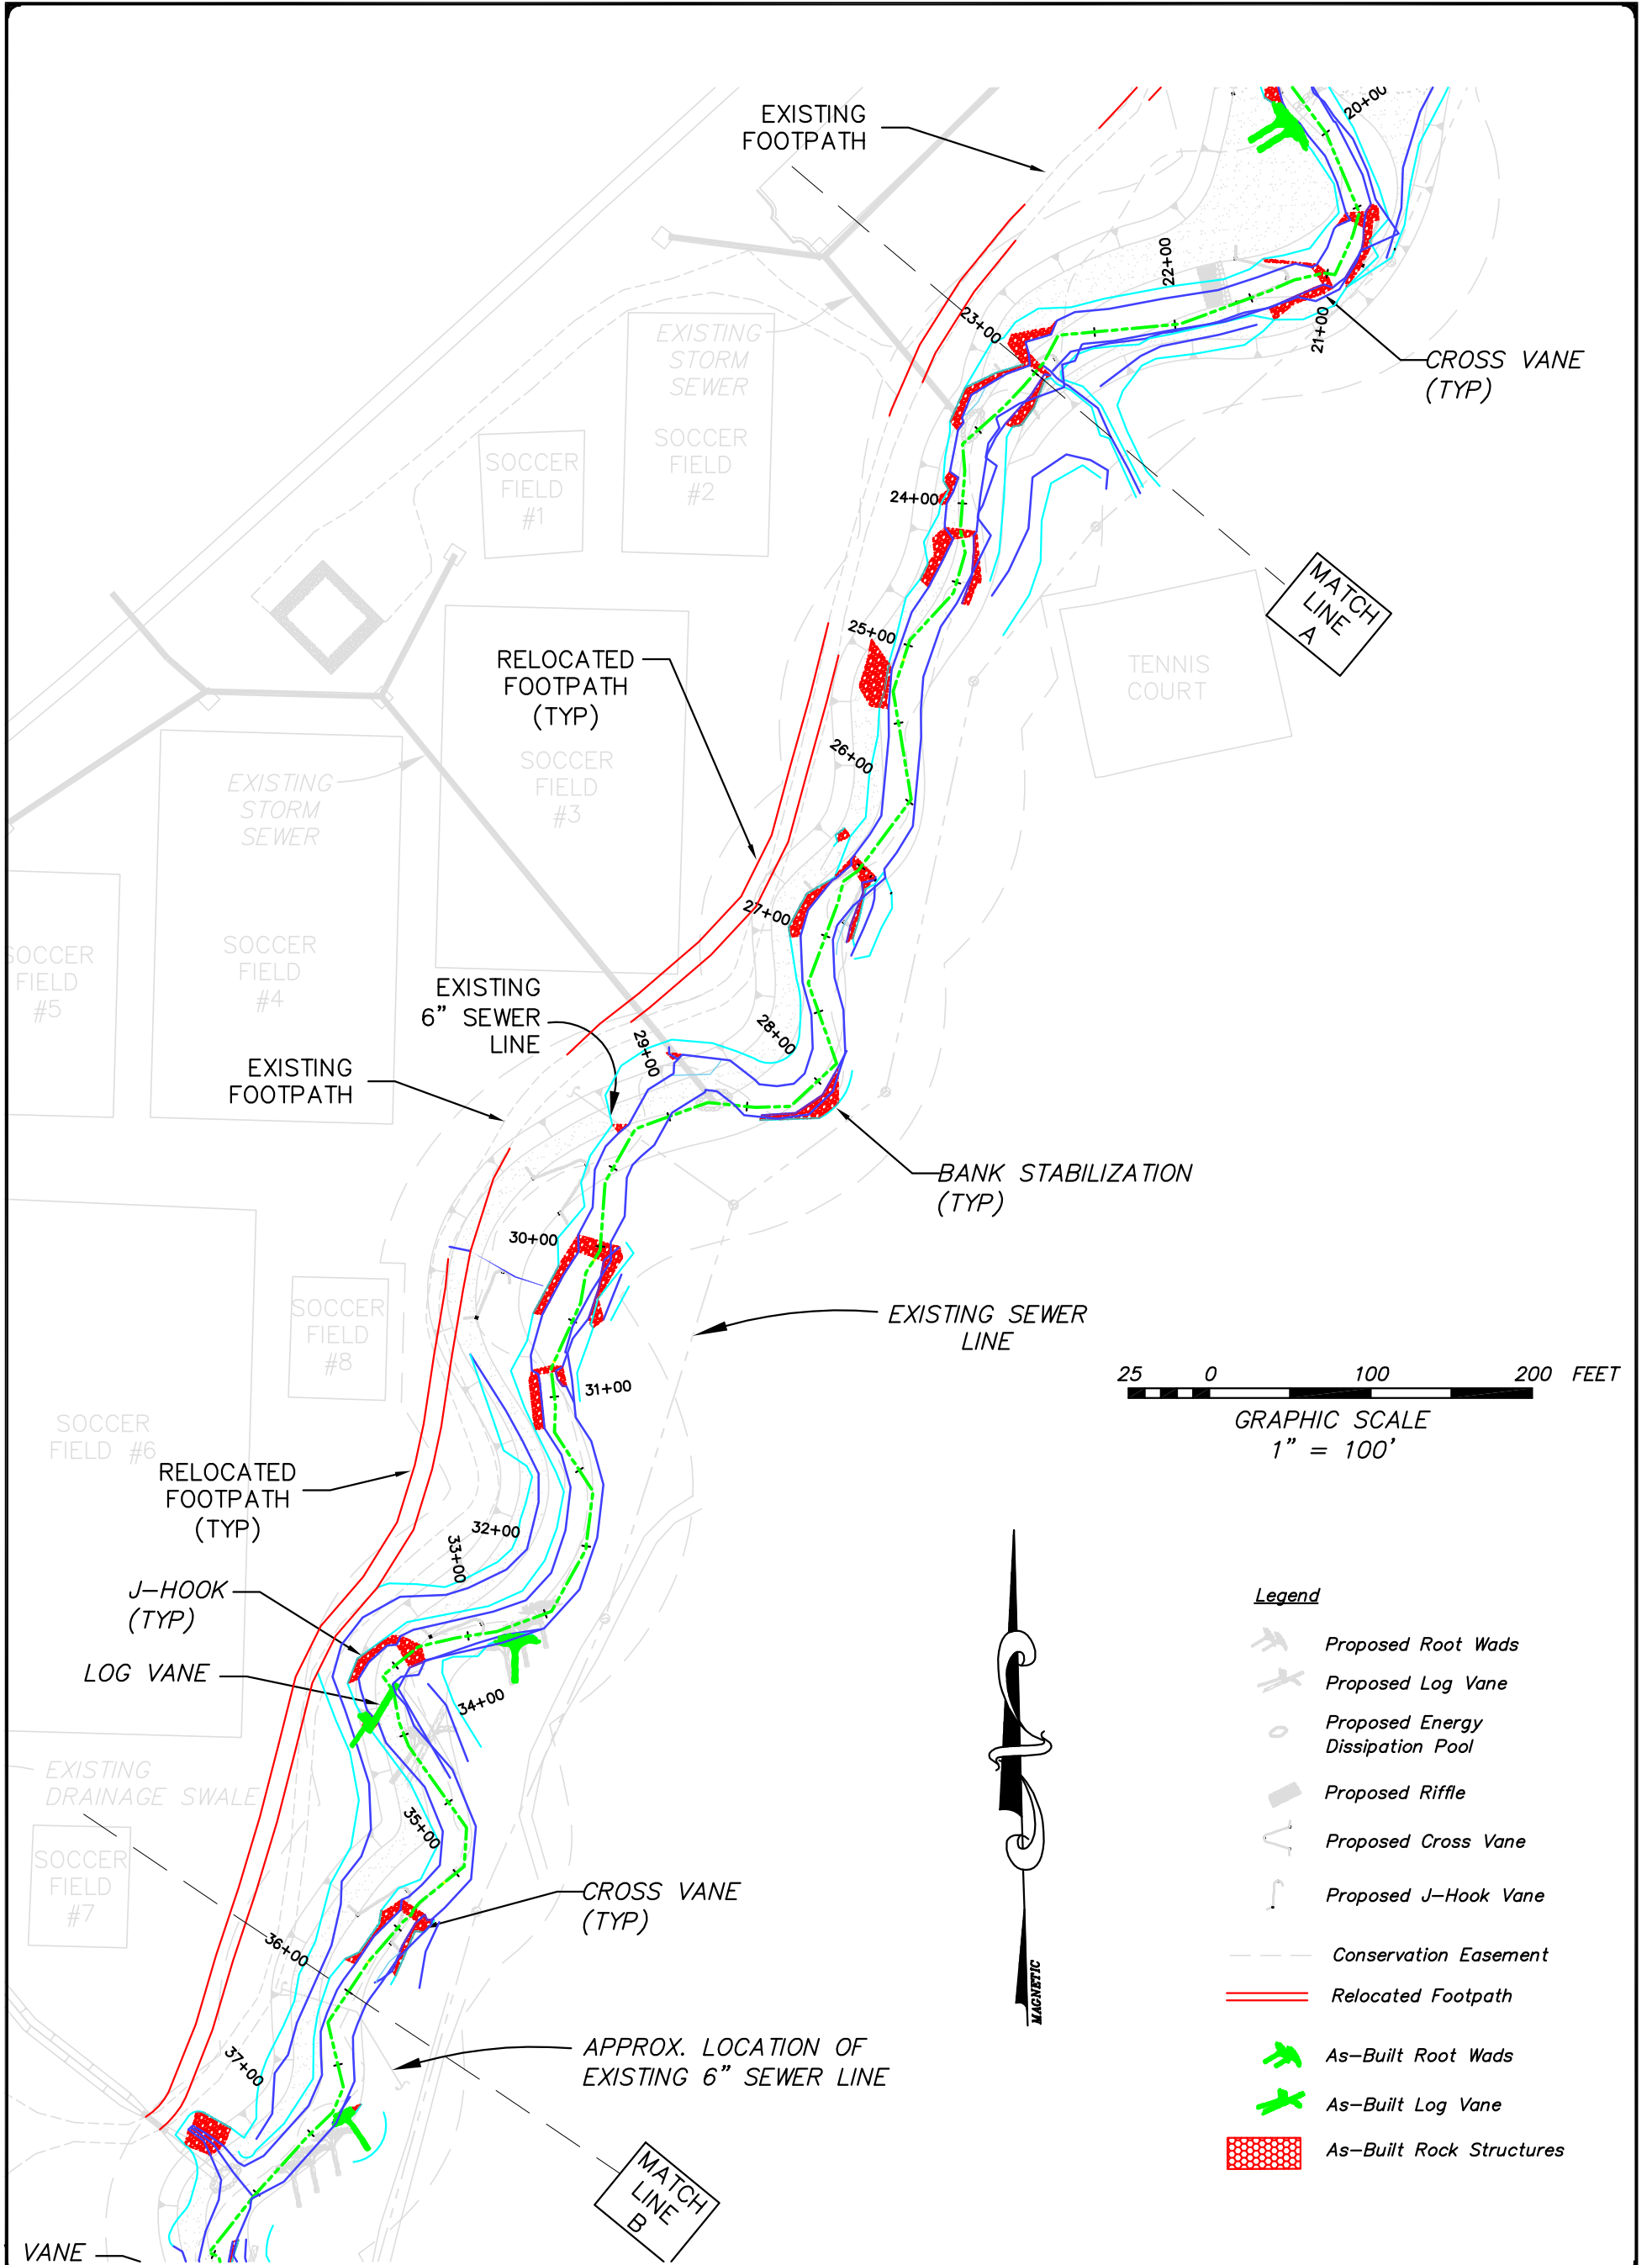 EXISTING
FOOTPATH
20+00
22+00
21+00
23+00
CROSS VANE
(TYP)
EXISTING
STORM
SEWER
SOCCER
FIELD
#2
SOCCER
FIELD
#1
24+00
MATCH
LINE
A
25+00
RELOCATED
FOOTPATH
(TYP)
TENNIS
COURT
26+00
SOCCER
FIELD
#3
EXISTING
STORM
SEWER
27+00
SOCCER
FIELD
#5
SOCCER
FIELD
#4
EXISTING
6" SEWER
LINE
28+00
29+00
EXISTING
FOOTPATH
BANK STABILIZATION
(TYP)
30+00
SOCCER
FIELD
#8
EXISTING SEWER
LINE
31+00
25 0 100 200 FEET
GRAPHIC SCALE
1" = 100'
SOCCER
FIELD #6
RELOCATED
FOOTPATH
(TYP)
32+00
33+00
J-HOOK
(TYP)
LOG VANE
34+00
EXISTING
DRAINAGE SWALE
35+00
SOCCER
FIELD
#7
CROSS VANE
(TYP)
36+00
37+00
APPROX. LOCATION OF
EXISTING 6" SEWER LINE
MATCH
LINE
B
VANE
MAGNETIC
Legend
Proposed Root Wads
Proposed Log Vane
Proposed Energy
Dissipation Pool
Proposed Riffle
Proposed Cross Vane
Proposed J-Hook Vane
Conservation Easement
Relocated Footpath
As-Built Root Wads
As-Built Log Vane
As-Built Rock Structures